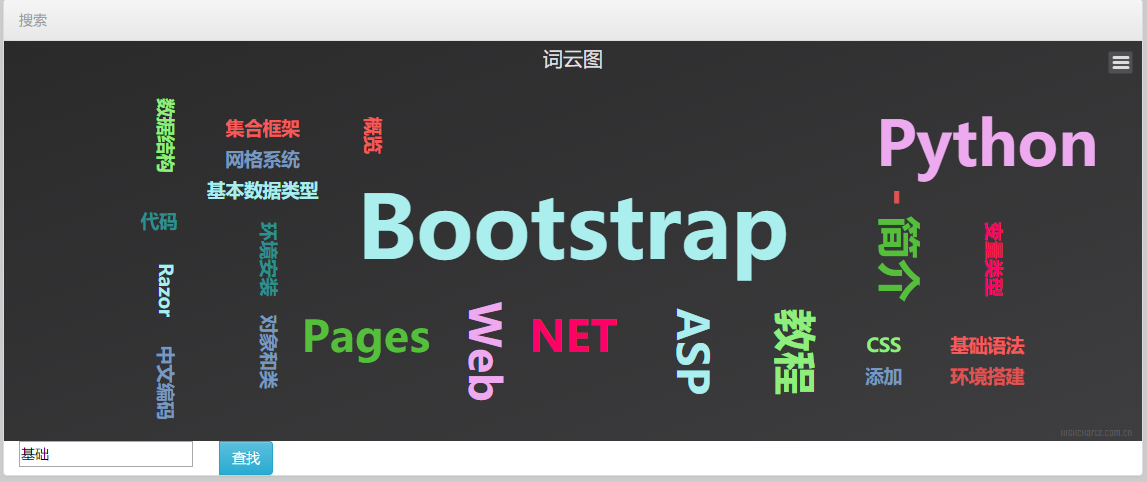 搜索
词云图
数据结构
集合框架
概览
网格系统
基本数据类型
代码
环境安装
Razor
对象和类
中文编码
Bootstrap
Python
-
简介
变量类型
Pages
Web
NET
ASP
教程
CSS
基础语法
添加
环境搭建
HIGHCHARTS.COM.CN
基础
查找